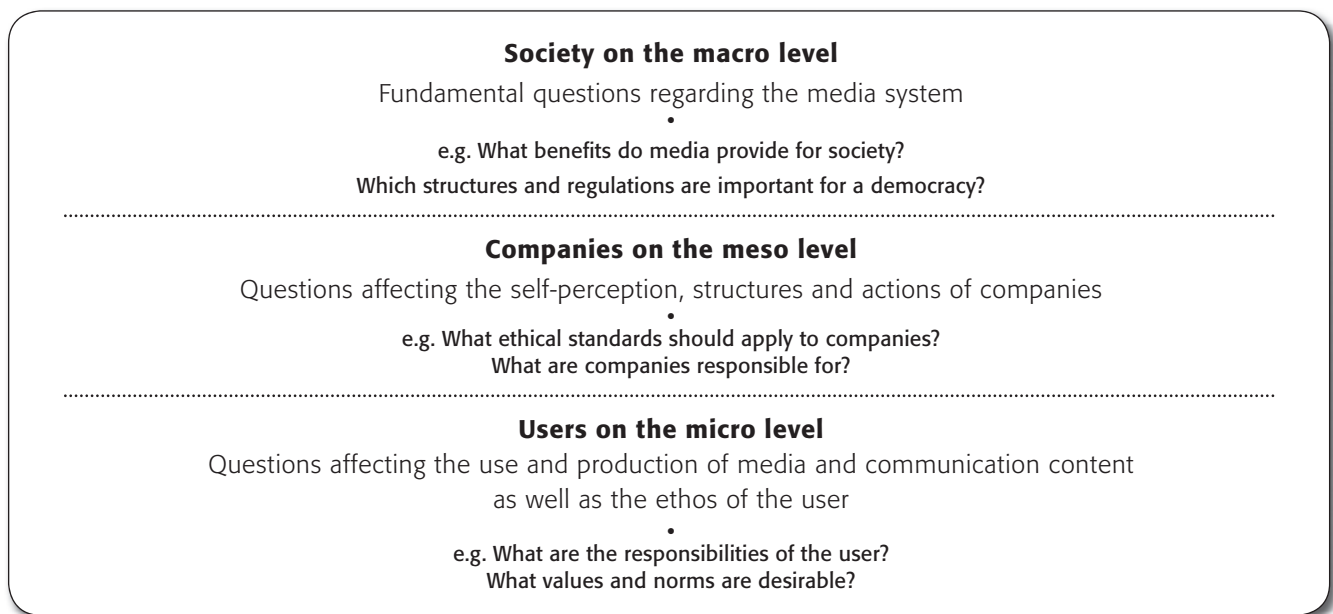 Society on the macro level
Fundamental questions regarding the media system
•
e.g. What benefits do media provide for society?
Which structures and regulations are important for a democracy?
Companies on the meso level
Questions affecting the self-perception, structures and actions of companies
•
e.g. What ethical standards should apply to companies?
What are companies responsible for?
Users on the micro level
Questions affecting the use and production of media and communication content
as well as the ethos of the user
•
e.g. What are the responsibilities of the user?
What values and norms are desirable?